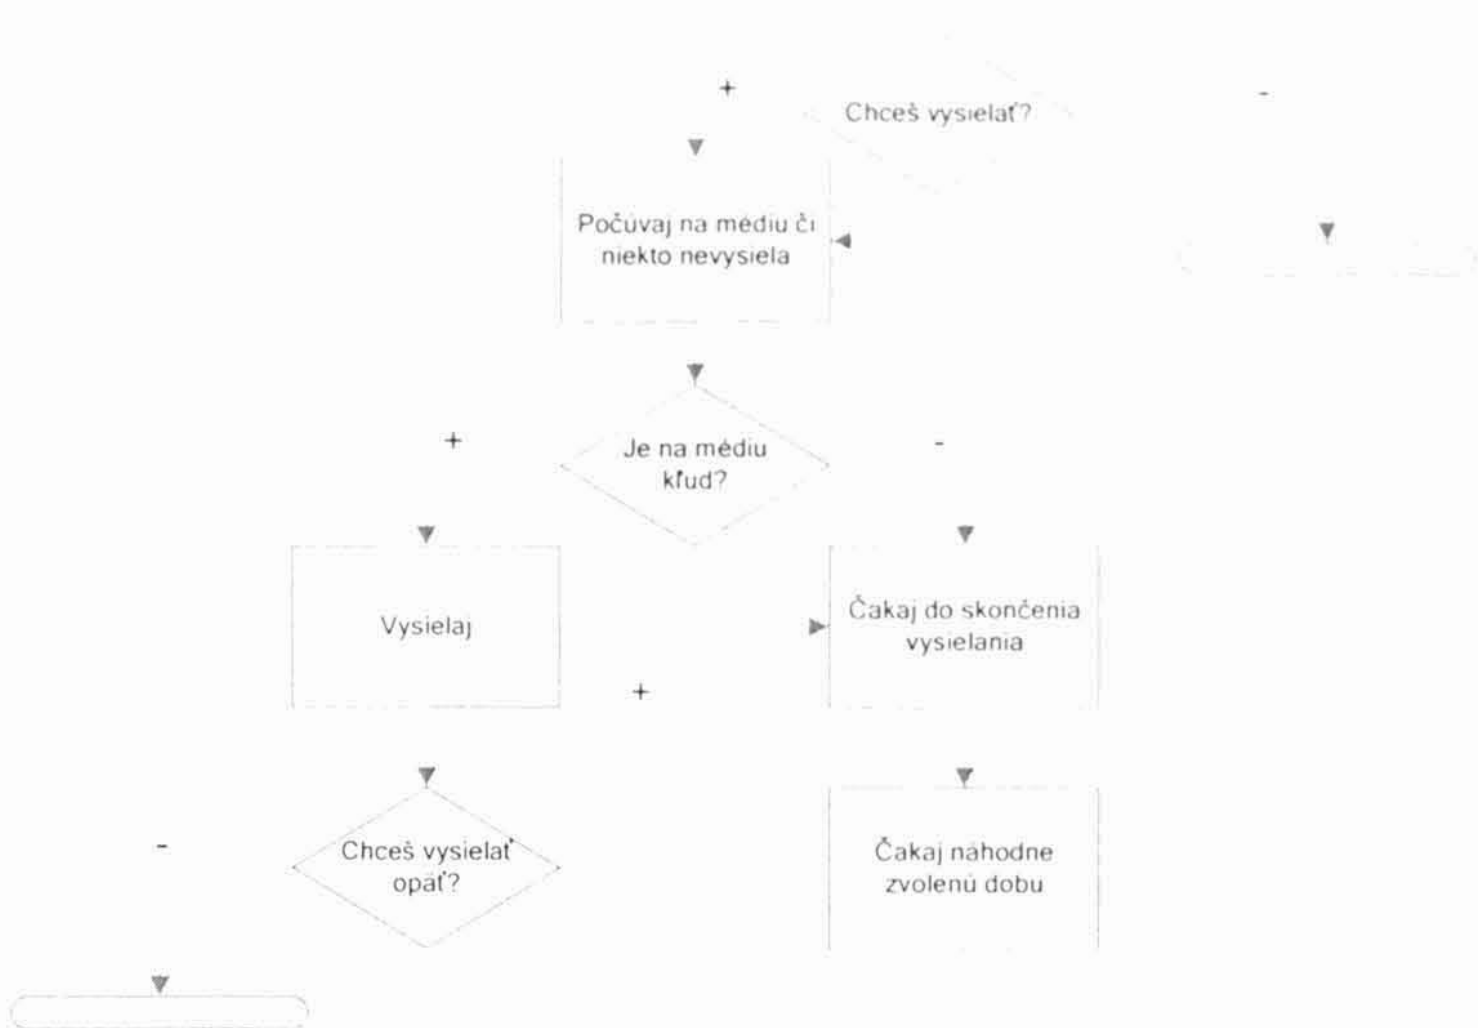 +
Chceš vysielať?
-
Počúvaj na médiu či
niekto nevysiela
+
Je na médiu
kľud?
-
Vysielaj
Čakaj do skončenia
vysielania
+
-
Chceš vysielať
opäť?
Čakaj náhodne
zvolenú dobu